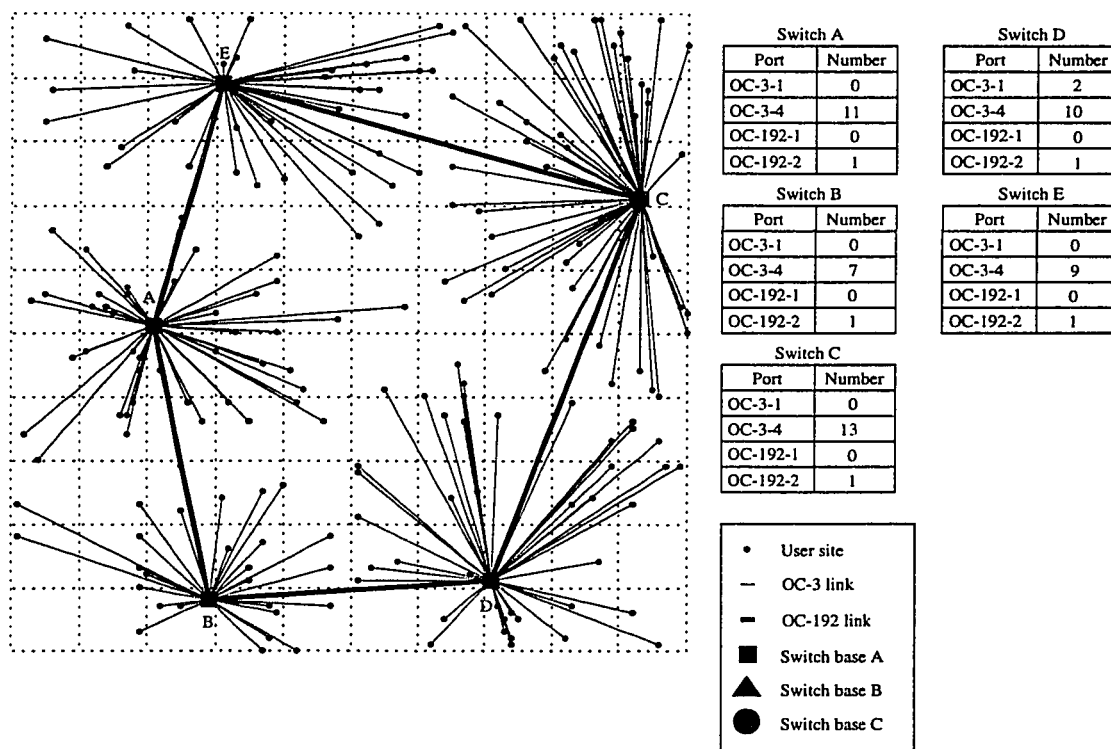 E
C
A
B
D
Switch A
Port Number
OC-3-1 0
OC-3-4 11
OC-192-1 0
OC-192-2 1
Switch D
Port Number
OC-3-1 2
OC-3-4 10
OC-192-1 0
OC-192-2 1
Switch B
Port Number
OC-3-1 0
OC-3-4 7
OC-192-1 0
OC-192-2 1
Switch E
Port Number
OC-3-1 0
OC-3-4 9
OC-192-1 0
OC-192-2 1
Switch C
Port Number
OC-3-1 0
OC-3-4 13
OC-192-1 0
OC-192-2 1
User site
OC-3 link
OC-192 link
Switch base A
Switch base B
Switch base C